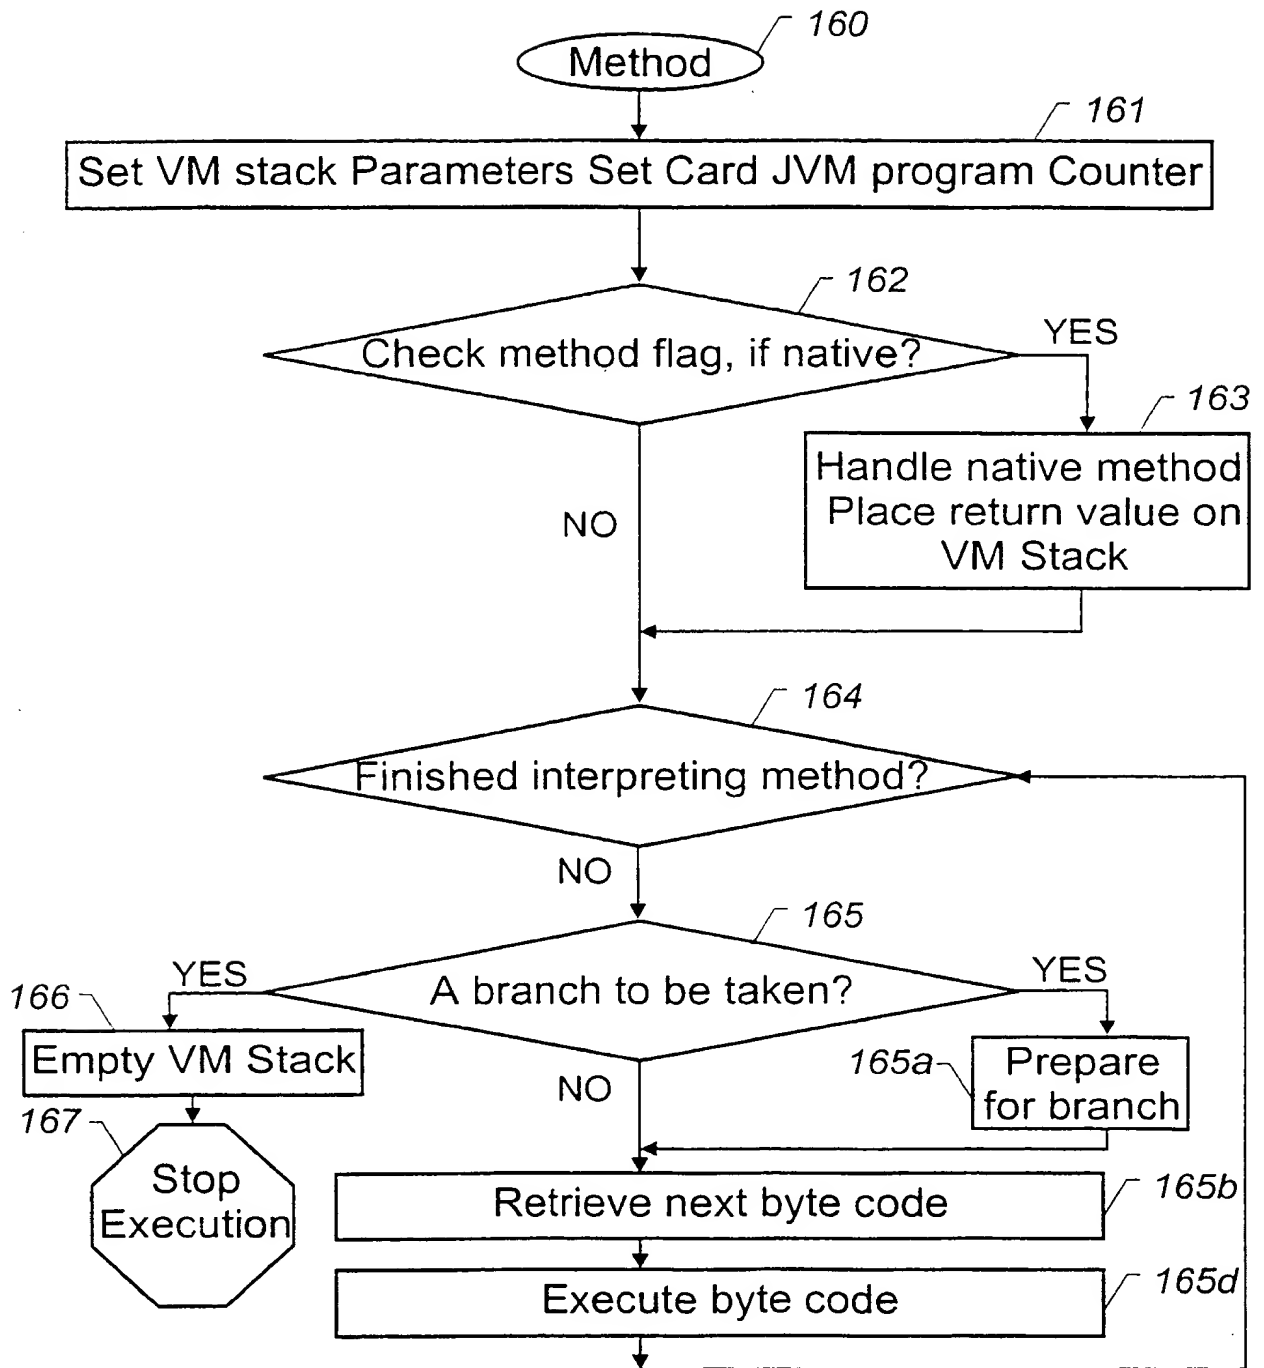 160
Method
161
Set VM stack Parameters Set Card JVM program Counter
162
Check method flag, if native?
YES
163
Handle native method
Place return value on
VM Stack
NO
164
Finished interpreting method?
NO
165
A branch to be taken?
YES
YES
166
Empty VM Stack
165a
Prepare
for branch
NO
167
Stop
Execution
Retrieve next byte code
165b
Execute byte code
165d